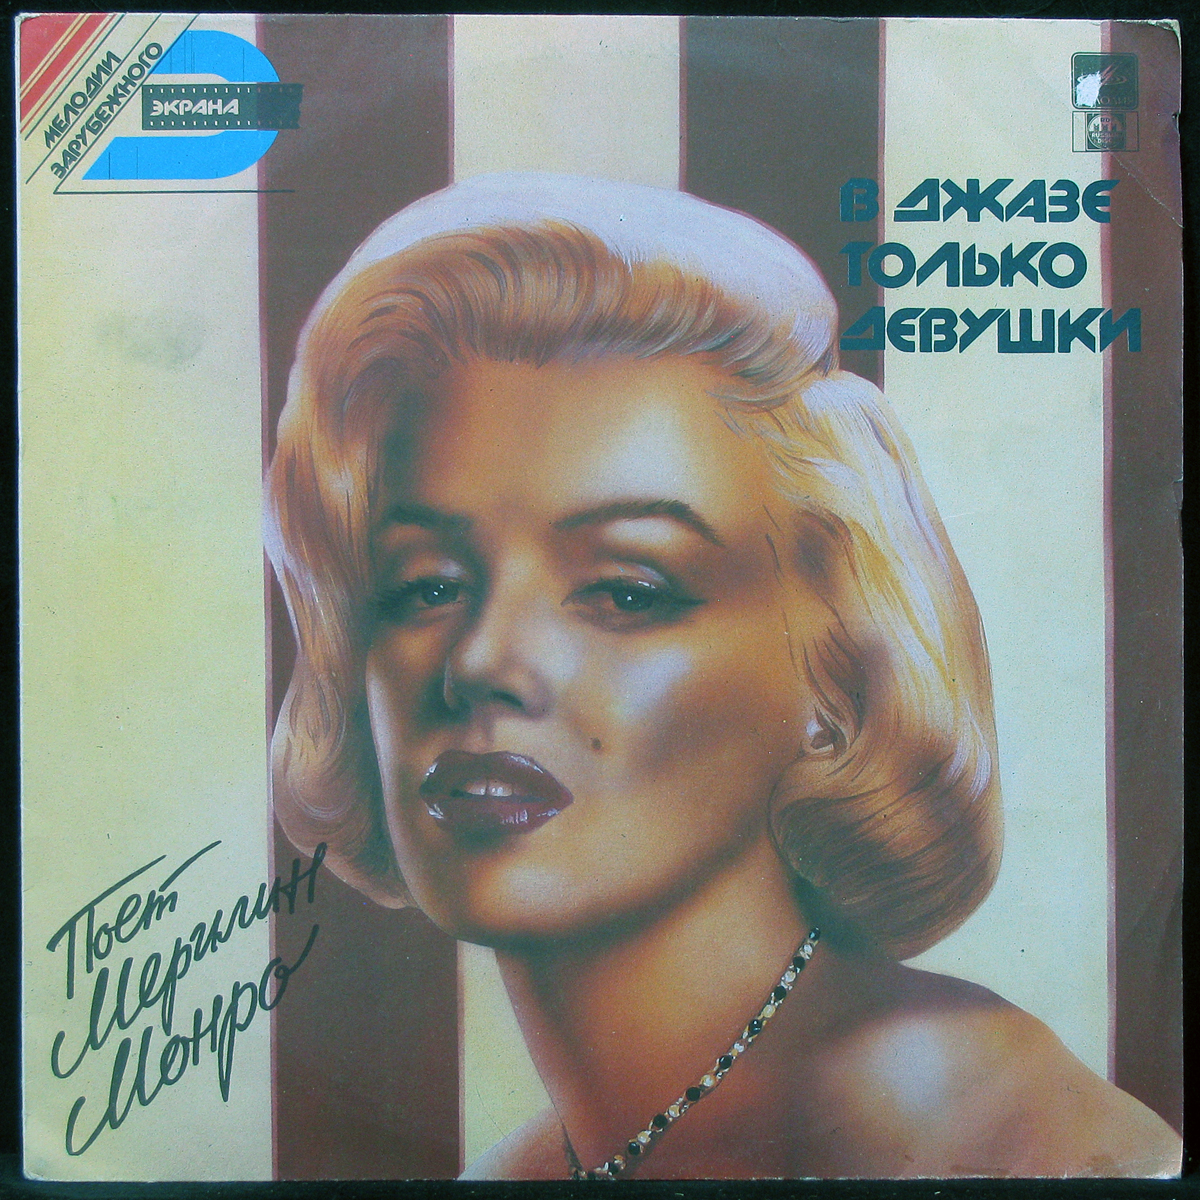 МЕЛОДИИ
ЗАРУБЕЖНОГО
ЭКРАНА
В ДЖАЗЕ
ТОЛЬКО
ДЕВУШКИ
Поет
Мерилин
Монро